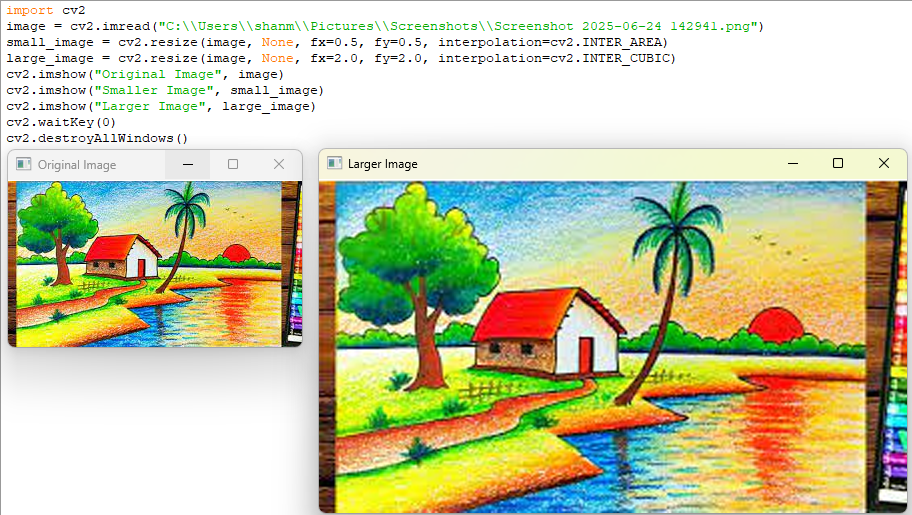 import cv2
image = cv2.imread("C:\\Users\\shanm\\Pictures\\Screenshots\\Screenshot 2025-06-24 142941.png")
small_image = cv2.resize(image, None, fx=0.5, fy=0.5, interpolation=cv2.INTER_AREA)
large_image = cv2.resize(image, None, fx=2.0, fy=2.0, interpolation=cv2.INTER_CUBIC)
cv2.imshow("Original Image", image)
cv2.imshow("Smaller Image", small_image)
cv2.imshow("Larger Image", large_image)
cv2.waitKey(0)
cv2.destroyAllWindows()
Original Image
Larger Image